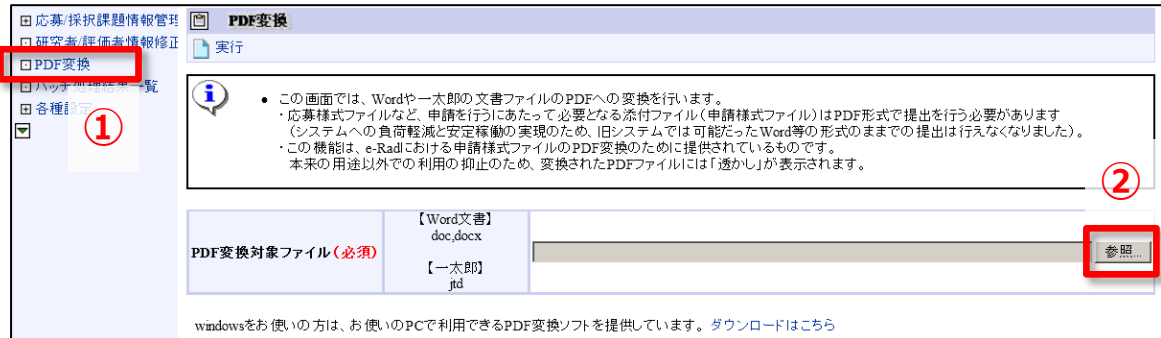 応募/採択課題情報管理
研究者/評価者情報修正
PDF変換
バッチ処理結果一覧
各種設定
①
PDF変換
実行
● この画面では、Wordや一太郎の文書ファイルのPDFへの変換を行います。
・応募様式ファイルなど、申請を行うにあたって必要となる添付ファイル(申請様式ファイル)はPDF形式で提出を行う必要があります
(システムへの負荷軽減と安定稼働の実現のため、旧システムでは可能だったWord等の形式のままでの提出は行えなくなりました)。
・この機能は、e-Radにおける申請様式ファイルのPDF変換のために提供されているものです。
本来の用途以外での利用の抑止のため、変換されたPDFファイルには「透かし」が表示されます。
②
PDF変換対象ファイル(必須)
【Word文書】
doc,docx
【一太郎】
jtd
参照...
windowsをお使いの方は、お使いのPCで利用できるPDF変換ソフトを提供しています。ダウンロードはこちら